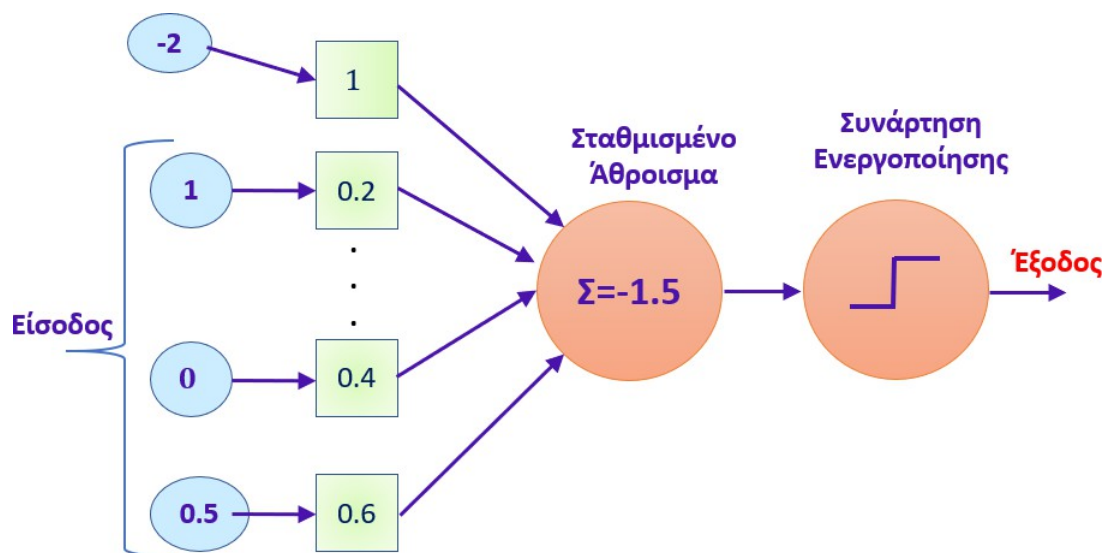 -2
1
Σταθμισμένο
Άθροισμα
Συνάρτηση
Ενεργοποίησης
1
0.2
Είσοδος
Σ=-1.5
Έξοδος
0
0.4
0.5
0.6